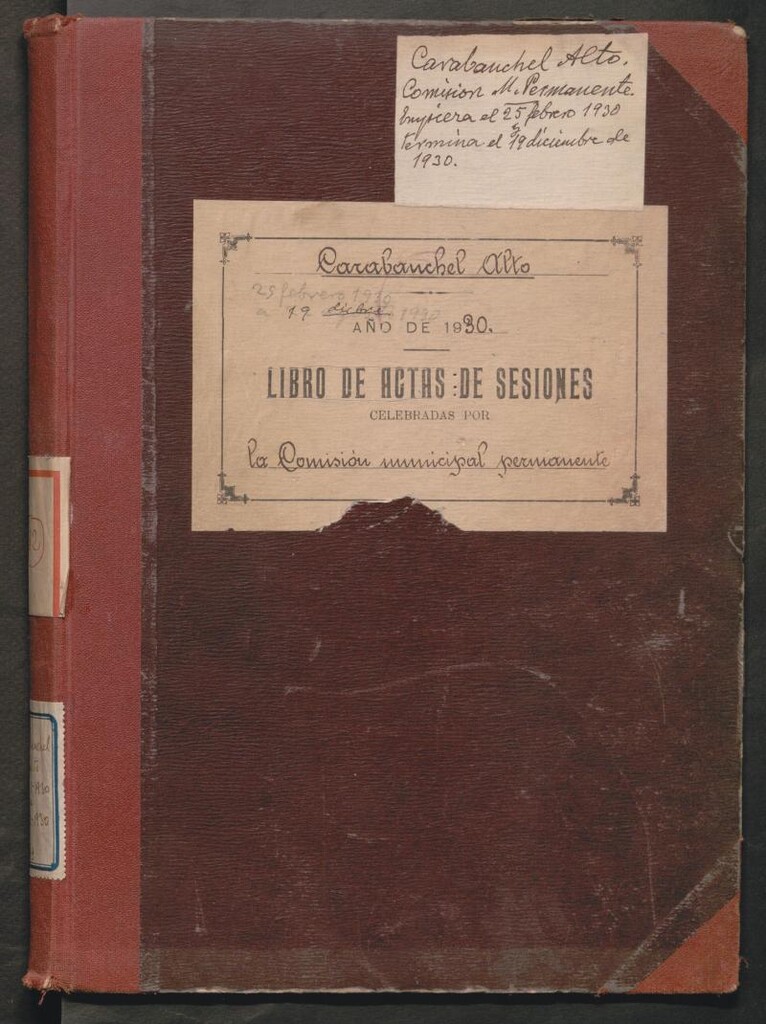 Carabanchel Alto.
Comision M. Permanente.
Empieza el 25 febrero 1930
termina el 19 diciembre de
1930.
Carabanchel Alto
25 febrero 1930
a 19 dicbre 1930
AÑO DE 1930.
LIBRO DE ACTAS DE SESIONES
CELEBRADAS POR
la Comisión municipal permanente